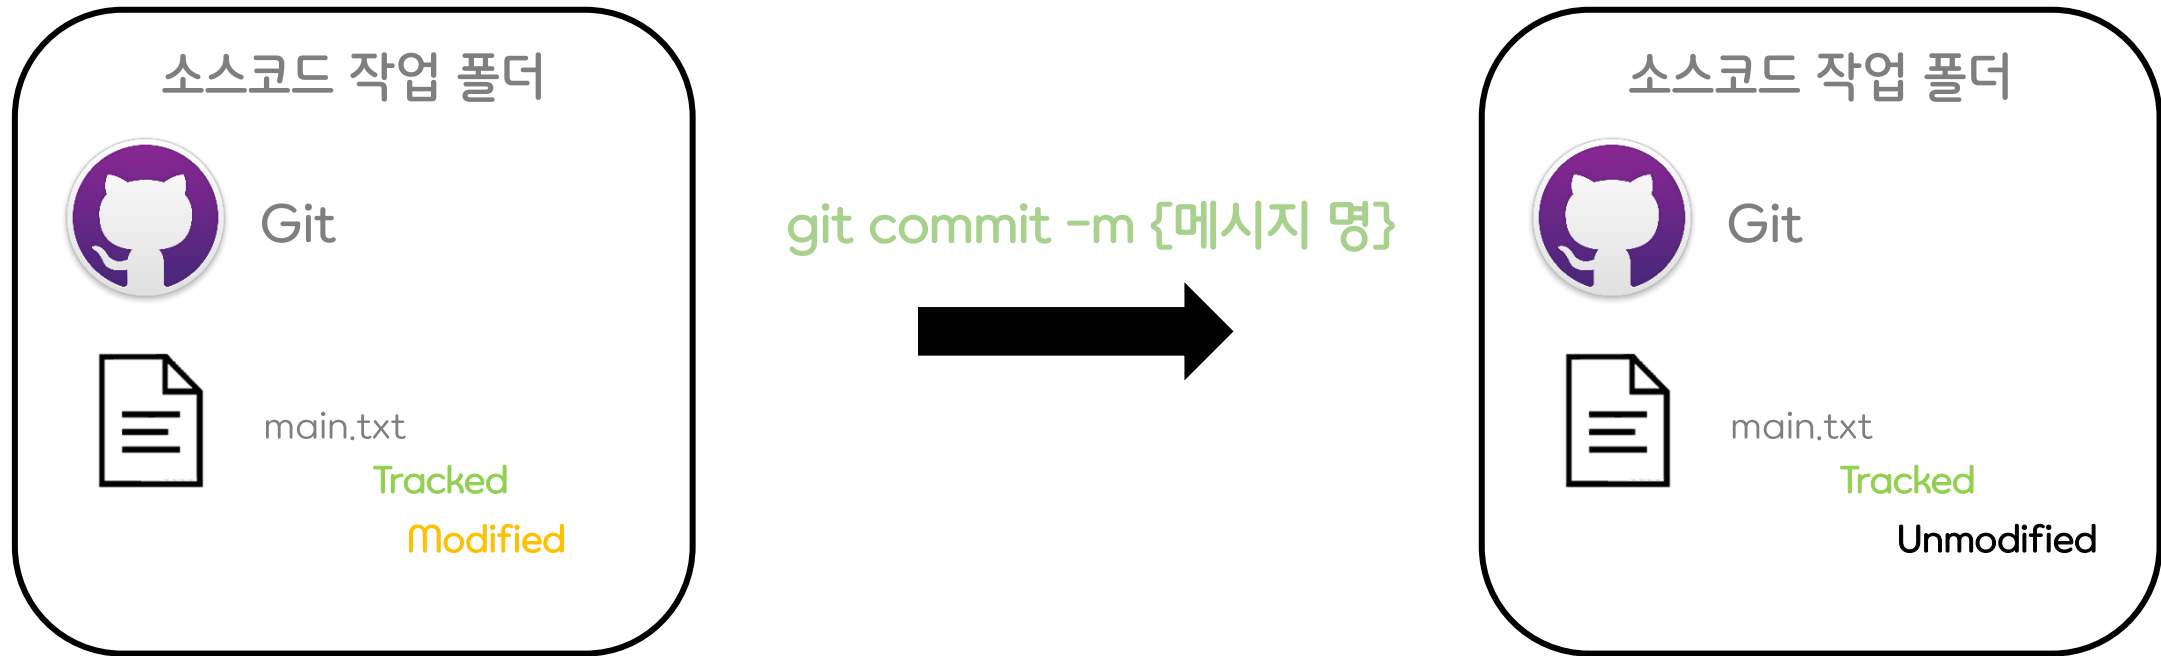 소스코드 작업 폴더
Git
main.txt
Tracked
Modified
git commit -m {메시지 명}
소스코드 작업 폴더
Git
main.txt
Tracked
Unmodified